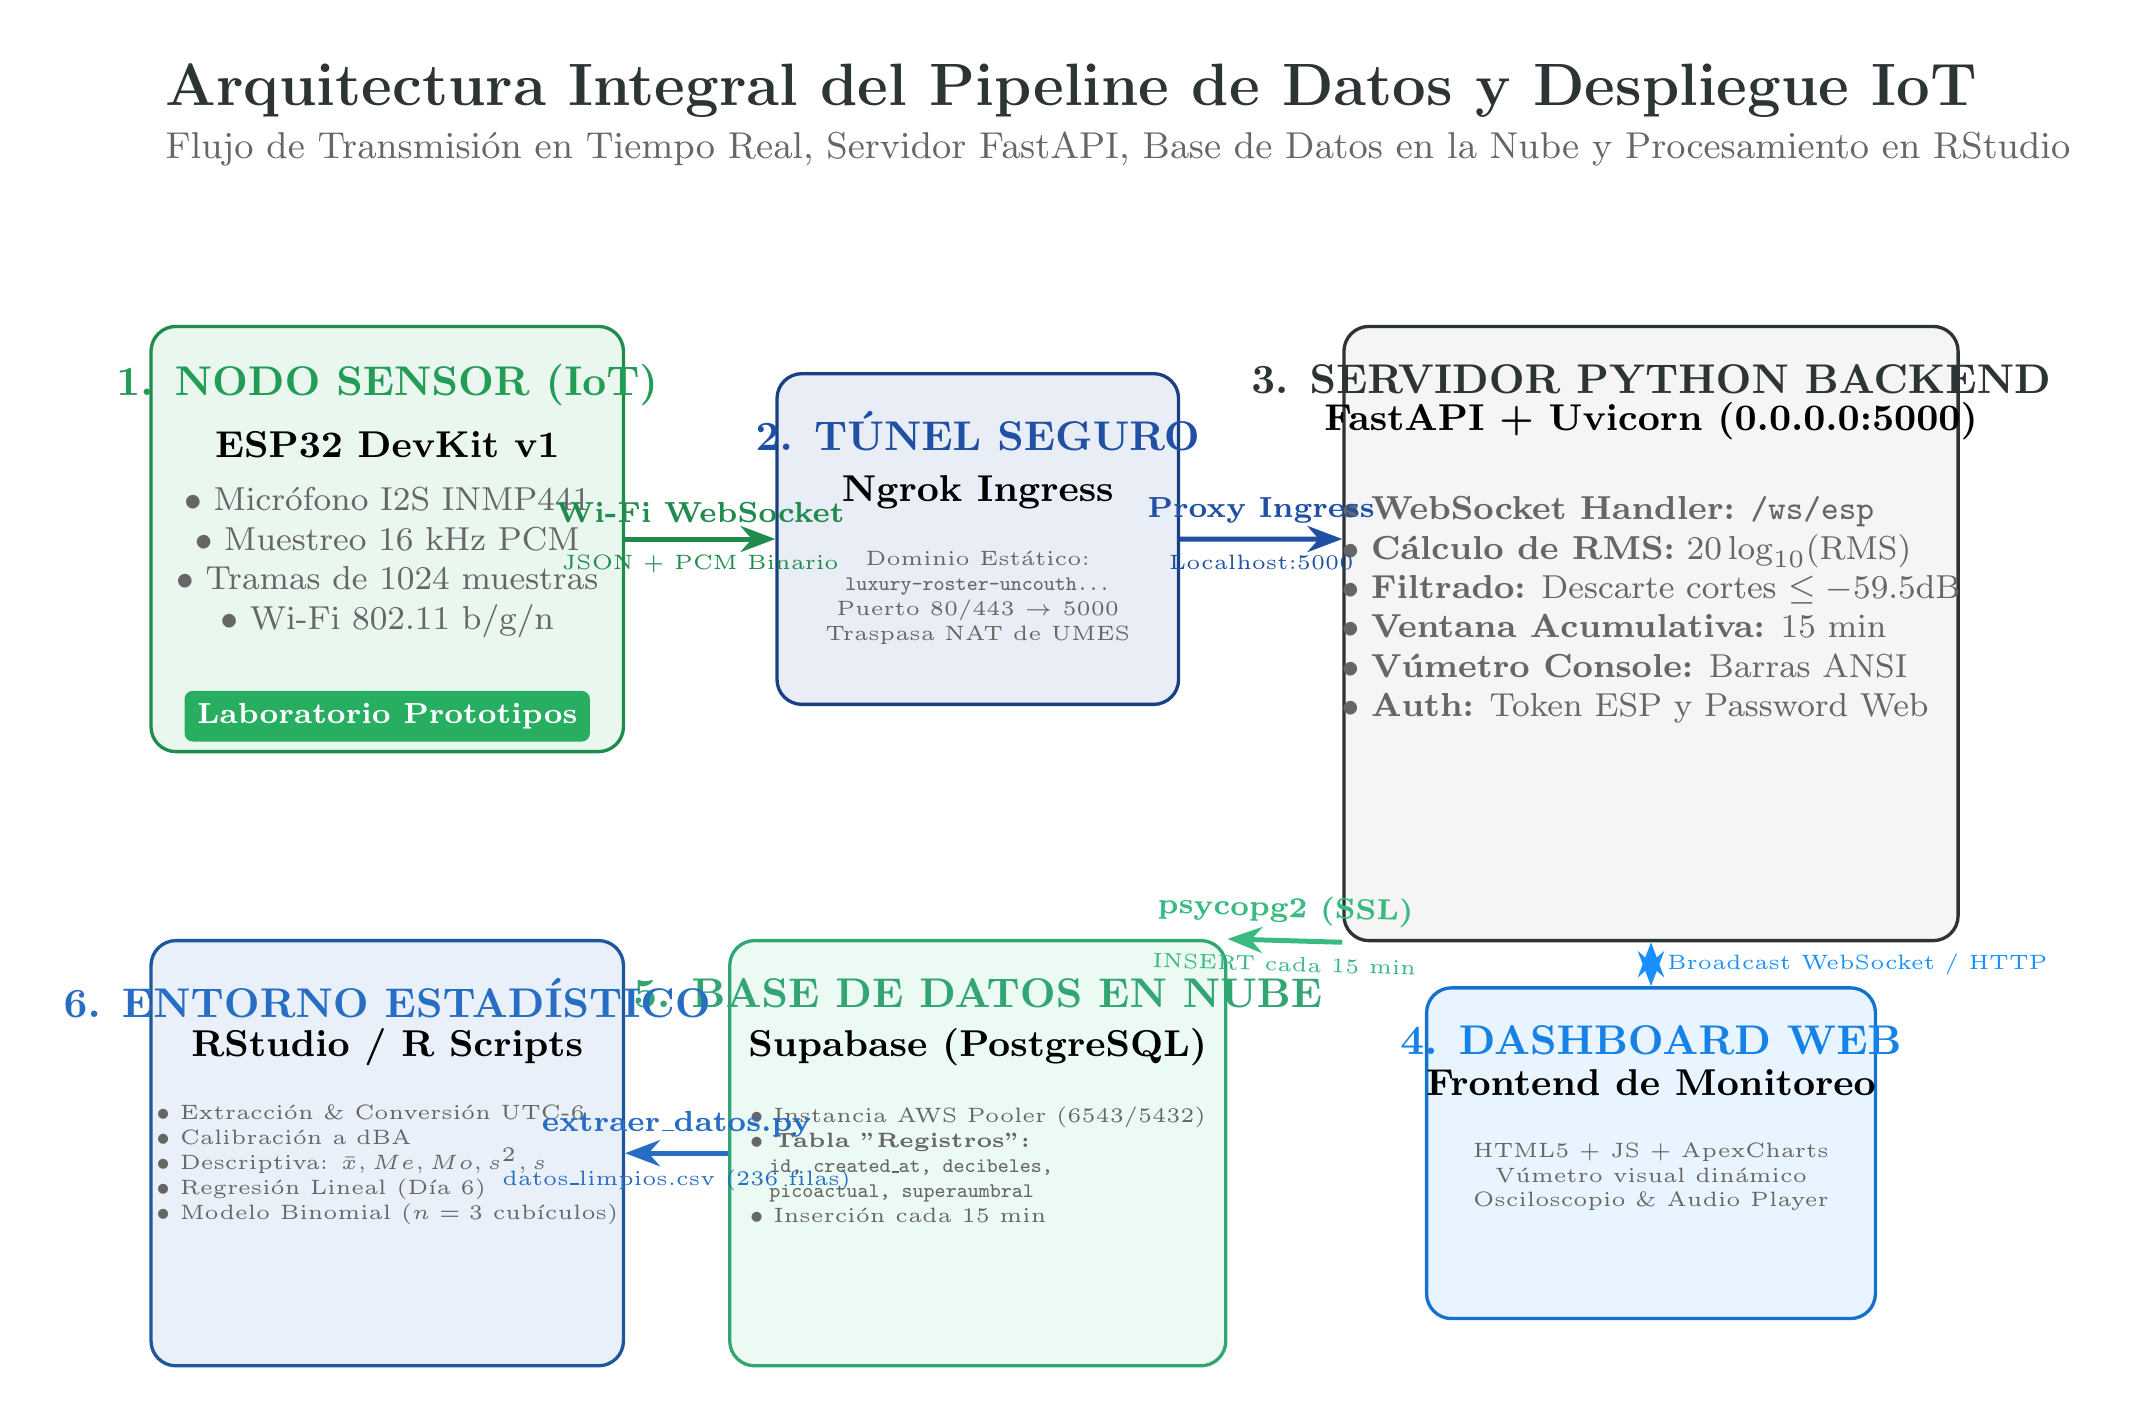 Arquitectura Integral del Pipeline de Datos y Despliegue IoT
Flujo de Transmisión en Tiempo Real, Servidor FastAPI, Base de Datos en la Nube y Procesamiento en RStudio
1. NODO SENSOR (IoT)
ESP32 DevKit v1
• Micrófono I2S INMP441
• Muestreo 16 kHz PCM
• Tramas de 1024 muestras
• Wi-Fi 802.11 b/g/n
Laboratorio Prototipos
Wi-Fi WebSocket
JSON + PCM Binario
2. TÚNEL SEGURO
Ngrok Ingress
Dominio Estático:
luxury-roster-uncouth...
Puerto 80/443 → 5000
Traspasa NAT de UMES
Proxy Ingress
Localhost:5000
3. SERVIDOR PYTHON BACKEND
FastAPI + Uvicorn (0.0.0.0:5000)
• WebSocket Handler: /ws/esp
• Cálculo de RMS: 20 log₁₀(RMS)
• Filtrado: Descarte cortes ≤ −59.5dB
• Ventana Acumulativa: 15 min
• Vúmetro Console: Barras ANSI
• Auth: Token ESP y Password Web
psycopg2 (SSL)
INSERT cada 15 min
Broadcast WebSocket / HTTP
4. DASHBOARD WEB
Frontend de Monitoreo
HTML5 + JS + ApexCharts
Vúmetro visual dinámico
Osciloscopio & Audio Player
5. BASE DE DATOS EN NUBE
Supabase (PostgreSQL)
• Instancia AWS Pooler (6543/5432)
• Tabla "Registros":
id, created_at, decibeles,
picoactual, superaumbral
• Inserción cada 15 min
extraer_datos.py
datos_limpios.csv (236 filas)
6. ENTORNO ESTADÍSTICO
RStudio / R Scripts
• Extracción & Conversión UTC-6
• Calibración a dBA
• Descriptiva: x̄, Me, Mo, s², s
• Regresión Lineal (Día 6)
• Modelo Binomial (n = 3 cubículos)